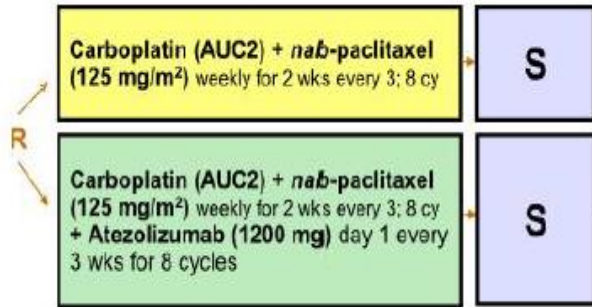 Carboplatin (AUC2) + nab-paclitaxel
(125 mg/m²) weekly for 2 wks every 3; 8 cy
S
R
Carboplatin (AUC2) + nab-paclitaxel
(125 mg/m²) weekly for 2 wks every 3; 8 cy
+ Atezolizumab (1200 mg) day 1 every
3 wks for 8 cycles
S